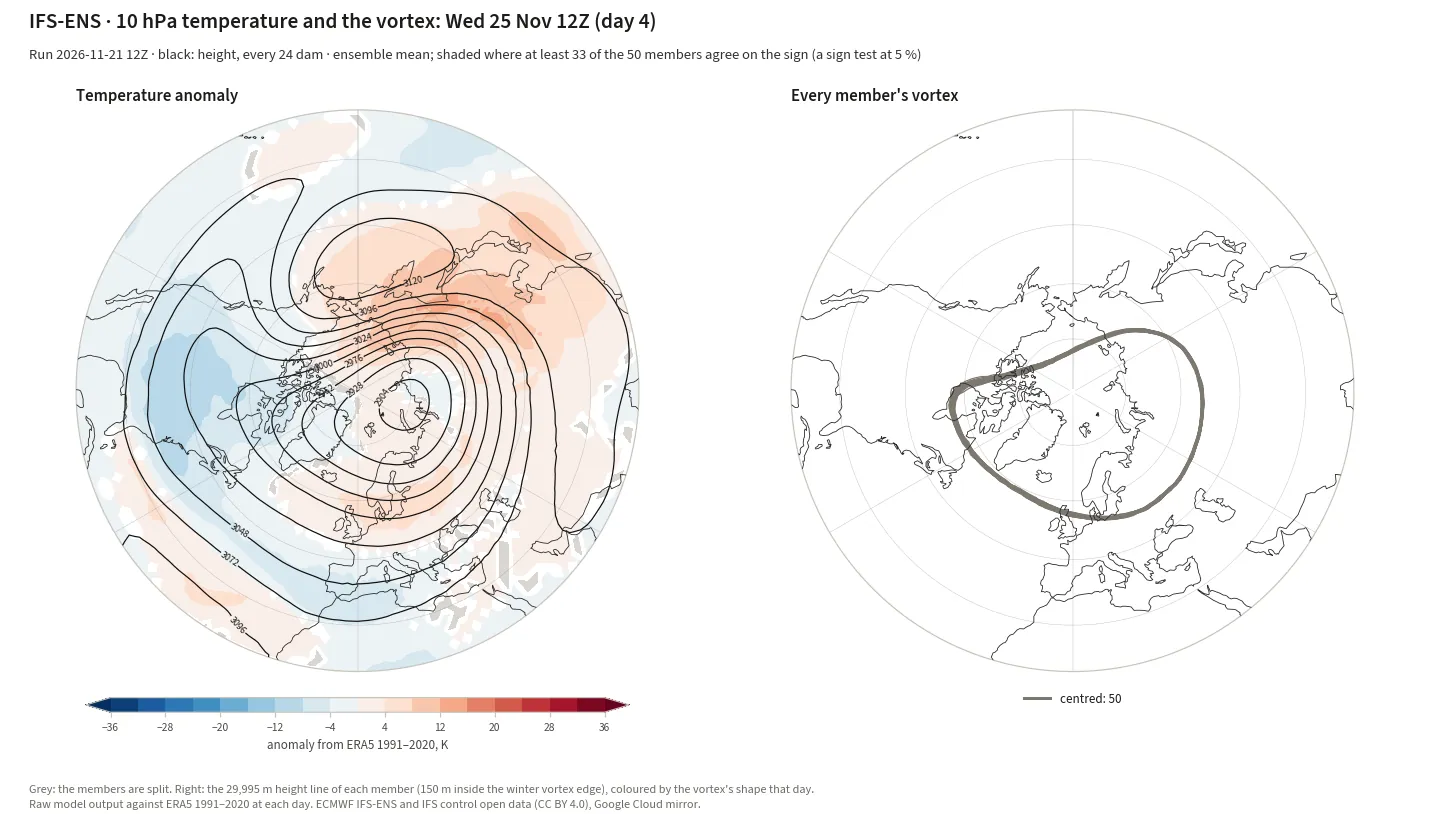 IFS-ENS · 10 hPa temperature and the vortex: Wed 25 Nov 12Z (day 4)
Run 2026-11-21 12Z · black: height, every 24 dam · ensemble mean; shaded where at least 33 of the 50 members agree on the sign (a sign test at 5 %)
Temperature anomaly
Every member's vortex
3120
3096
3024
3000
2976
2928
2904
3048
3072
3096
centred: 50
−36 −28 −20 −12 −4 4 12 20 28 36
anomaly from ERA5 1991–2020, K
Grey: the members are split. Right: the 29,995 m height line of each member (150 m inside the winter vortex edge), coloured by the vortex's shape that day.
Raw model output against ERA5 1991–2020 at each day. ECMWF IFS-ENS and IFS control open data (CC BY 4.0), Google Cloud mirror.